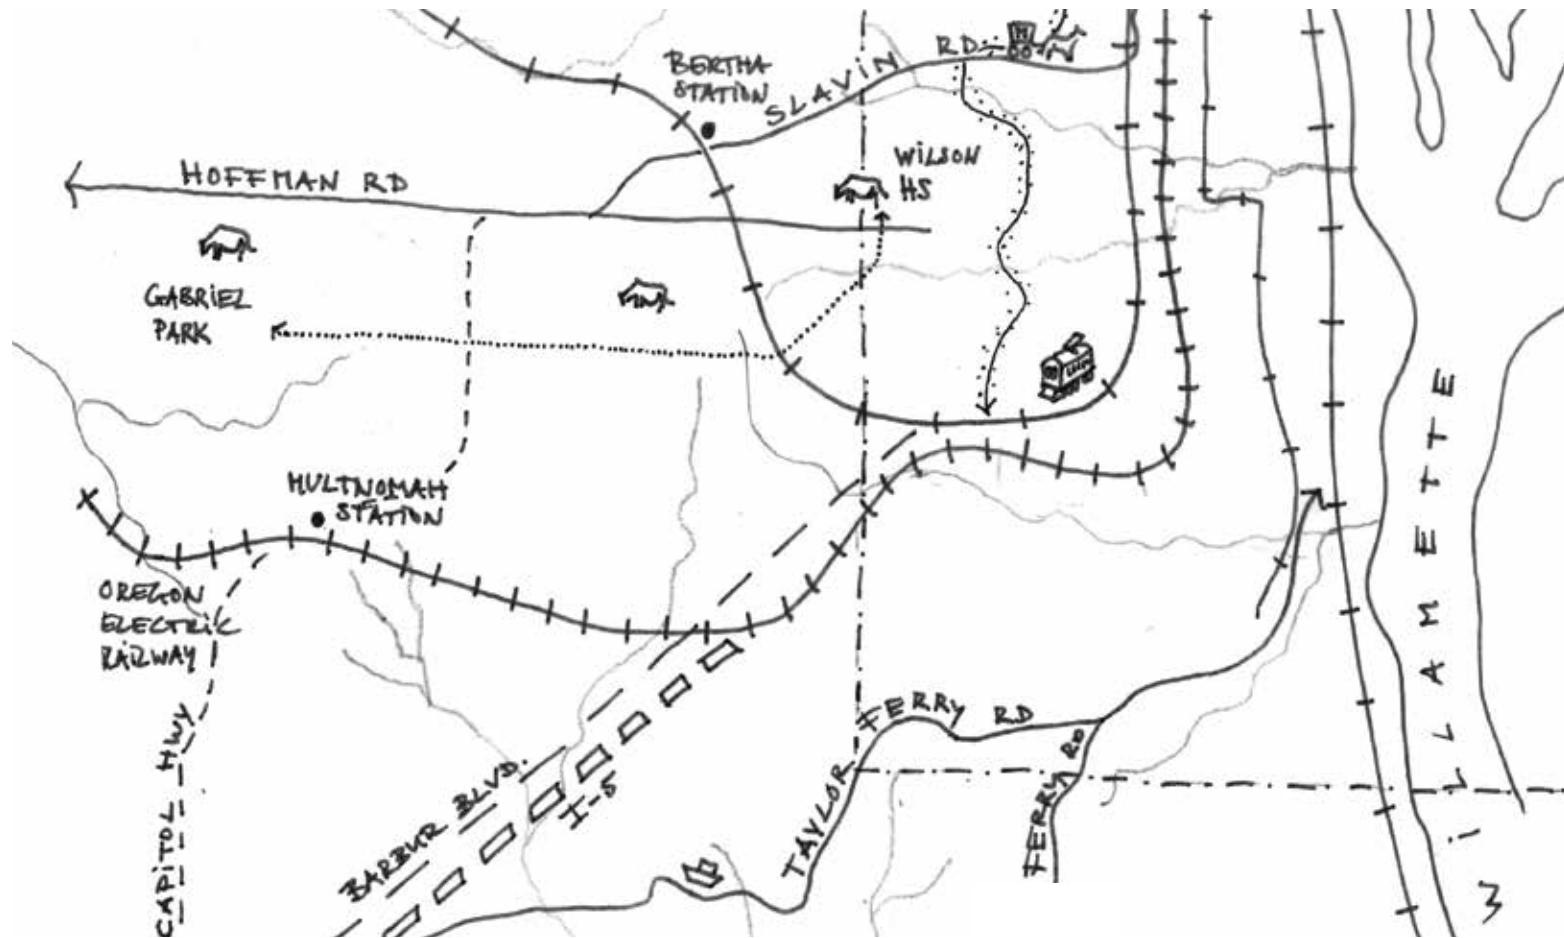 BERTHA
STATION
SLAVIN RD
M
HOFFMAN RD
WILSON
HS
GABRIEL
PARK
MULTNOMAH
STATION
OREGON
ELECTRIC
RAILWAY
CAPITOL HWY
BARBUR BLVD.
I-5
TAYLOR FERRY RD
FERRY RD
WILLAMETTE